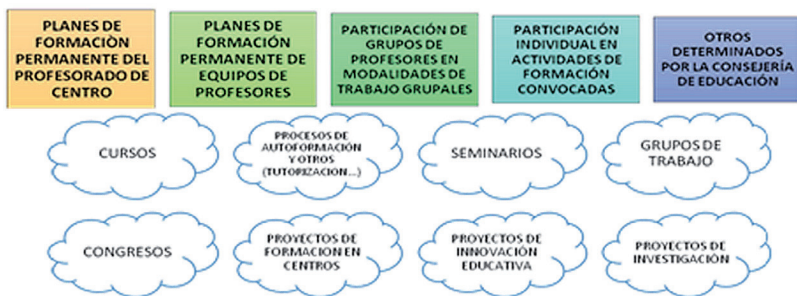 PLANES DE
FORMACIÒN
PERMANENTE DEL
PROFESORADO DE
CENTRO
PLANES DE
FORMACIÓN
PERMANENTE DE
EQUIPOS DE
PROFESORES
PARTICIPACIÓN DE
GRUPOS DE
PROFESORES EN
MODALIDADES DE
TRABAJO GRUPALES
PARTICIPACIÓN
INDIVIDUAL EN
ACTIVIDADES DE
FORMACIÓN
CONVOCADAS
OTROS
DETERMINADOS
POR LA CONSEJERÍA
DE EDUCACIÓN
CURSOS
PROCESOS DE
AUTOFORMACIÓN
Y OTROS
(TUTORIZACION...)
SEMINARIOS
GRUPOS DE
TRABAJO
CONGRESOS
PROYECTOS DE
FORMACION EN
CENTROS
PROYECTOS DE
INNOVACIÓN
EDUCATIVA
PROYECTOS DE
INVESTIGACIÓN